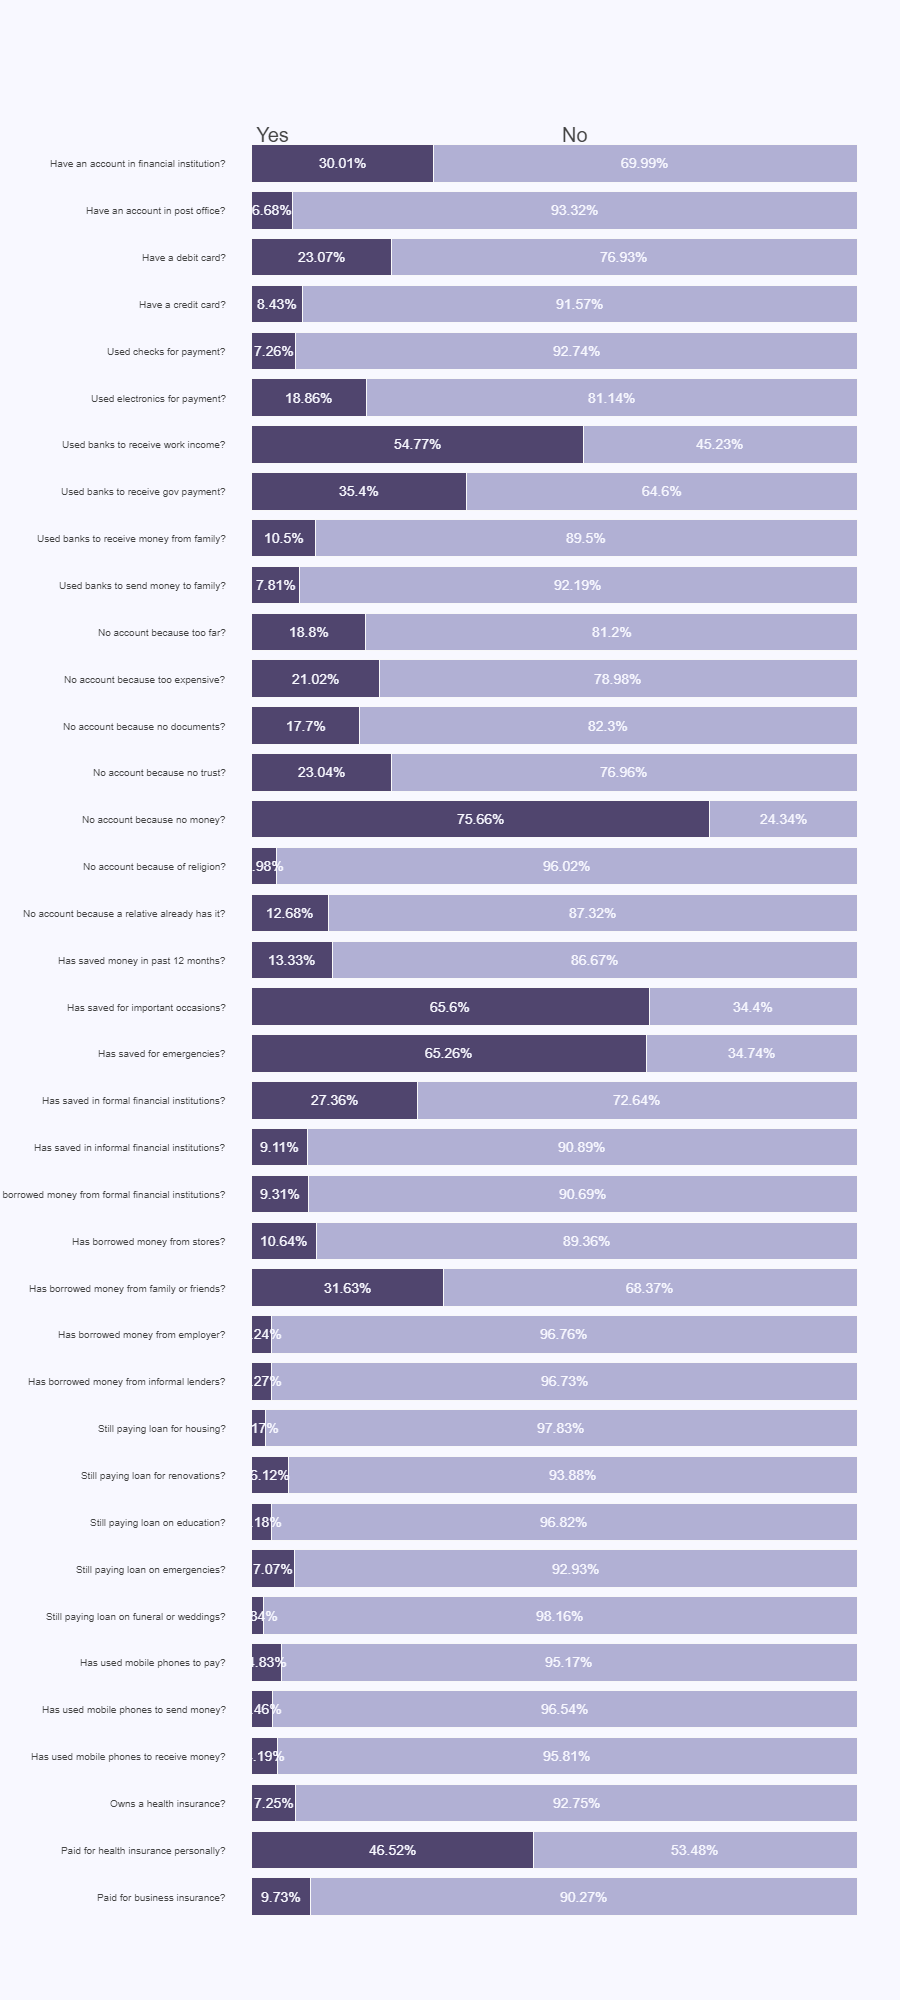 Yes No
Have an account in financial institution? 30.01% 69.99%
Have an account in post office? 6.68% 93.32%
Have a debit card? 23.07% 76.93%
Have a credit card? 8.43% 91.57%
Used checks for payment? 7.26% 92.74%
Used electronics for payment? 18.86% 81.14%
Used banks to receive work income? 54.77% 45.23%
Used banks to receive gov payment? 35.4% 64.6%
Used banks to receive money from family? 10.5% 89.5%
Used banks to send money to family? 7.81% 92.19%
No account because too far? 18.8% 81.2%
No account because too expensive? 21.02% 78.98%
No account because no documents? 17.7% 82.3%
No account because no trust? 23.04% 76.96%
No account because no money? 75.66% 24.34%
No account because of religion? .98% 96.02%
No account because a relative already has it? 12.68% 87.32%
Has saved money in past 12 months? 13.33% 86.67%
Has saved for important occasions? 65.6% 34.4%
Has saved for emergencies? 65.26% 34.74%
Has saved in formal financial institutions? 27.36% 72.64%
Has saved in informal financial institutions? 9.11% 90.89%
borrowed money from formal financial institutions? 9.31% 90.69%
Has borrowed money from stores? 10.64% 89.36%
Has borrowed money from family or friends? 31.63% 68.37%
Has borrowed money from employer? .24% 96.76%
Has borrowed money from informal lenders? .27% 96.73%
Still paying loan for housing? 17% 97.83%
Still paying loan for renovations? 6.12% 93.88%
Still paying loan on education? .18% 96.82%
Still paying loan on emergencies? 7.07% 92.93%
Still paying loan on funeral or weddings? 84% 98.16%
Has used mobile phones to pay? 4.83% 95.17%
Has used mobile phones to send money? .46% 96.54%
Has used mobile phones to receive money? .19% 95.81%
Owns a health insurance? 7.25% 92.75%
Paid for health insurance personally? 46.52% 53.48%
Paid for business insurance? 9.73% 90.27%